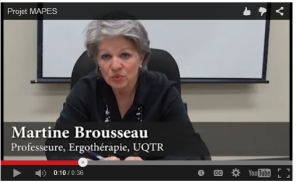 Projet MAPES
Martine Brousseau
Professeure, Ergothérapie, UQTR
0:10 / 0:36
YouTube